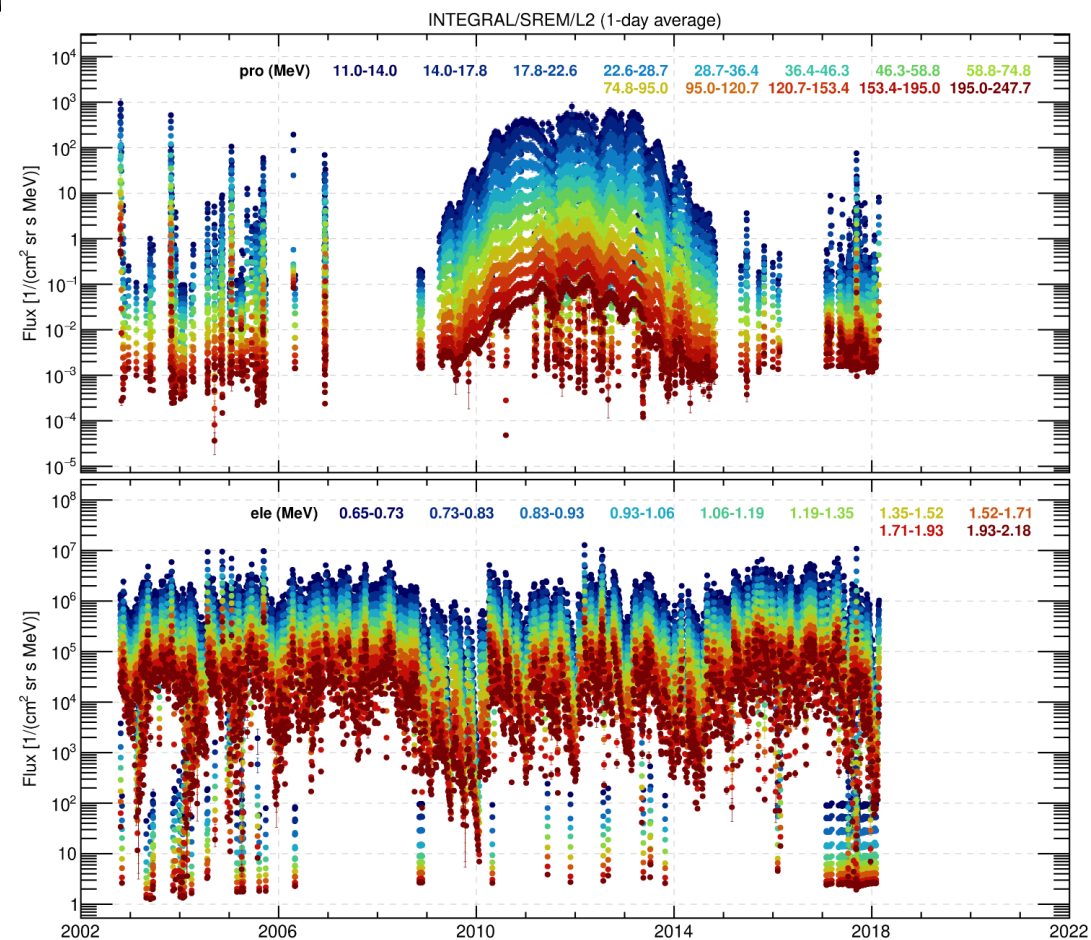 INTEGRAL/SREM/L2 (1-day average)
pro (MeV) 11.0-14.0 14.0-17.8 17.8-22.6 22.6-28.7 28.7-36.4 36.4-46.3 46.3-58.8 58.8-74.8
74.8-95.0 95.0-120.7 120.7-153.4 153.4-195.0 195.0-247.7
Flux [1/(cm² sr s MeV)]
10⁴
10³
10²
10
1
10⁻¹
10⁻²
10⁻³
10⁻⁴
10⁻⁵
ele (MeV) 0.65-0.73 0.73-0.83 0.83-0.93 0.93-1.06 1.06-1.19 1.19-1.35 1.35-1.52 1.52-1.71
1.71-1.93 1.93-2.18
Flux [1/(cm² sr s MeV)]
10⁸
10⁷
10⁶
10⁵
10⁴
10³
10²
10
1
2002 2006 2010 2014 2018 2022